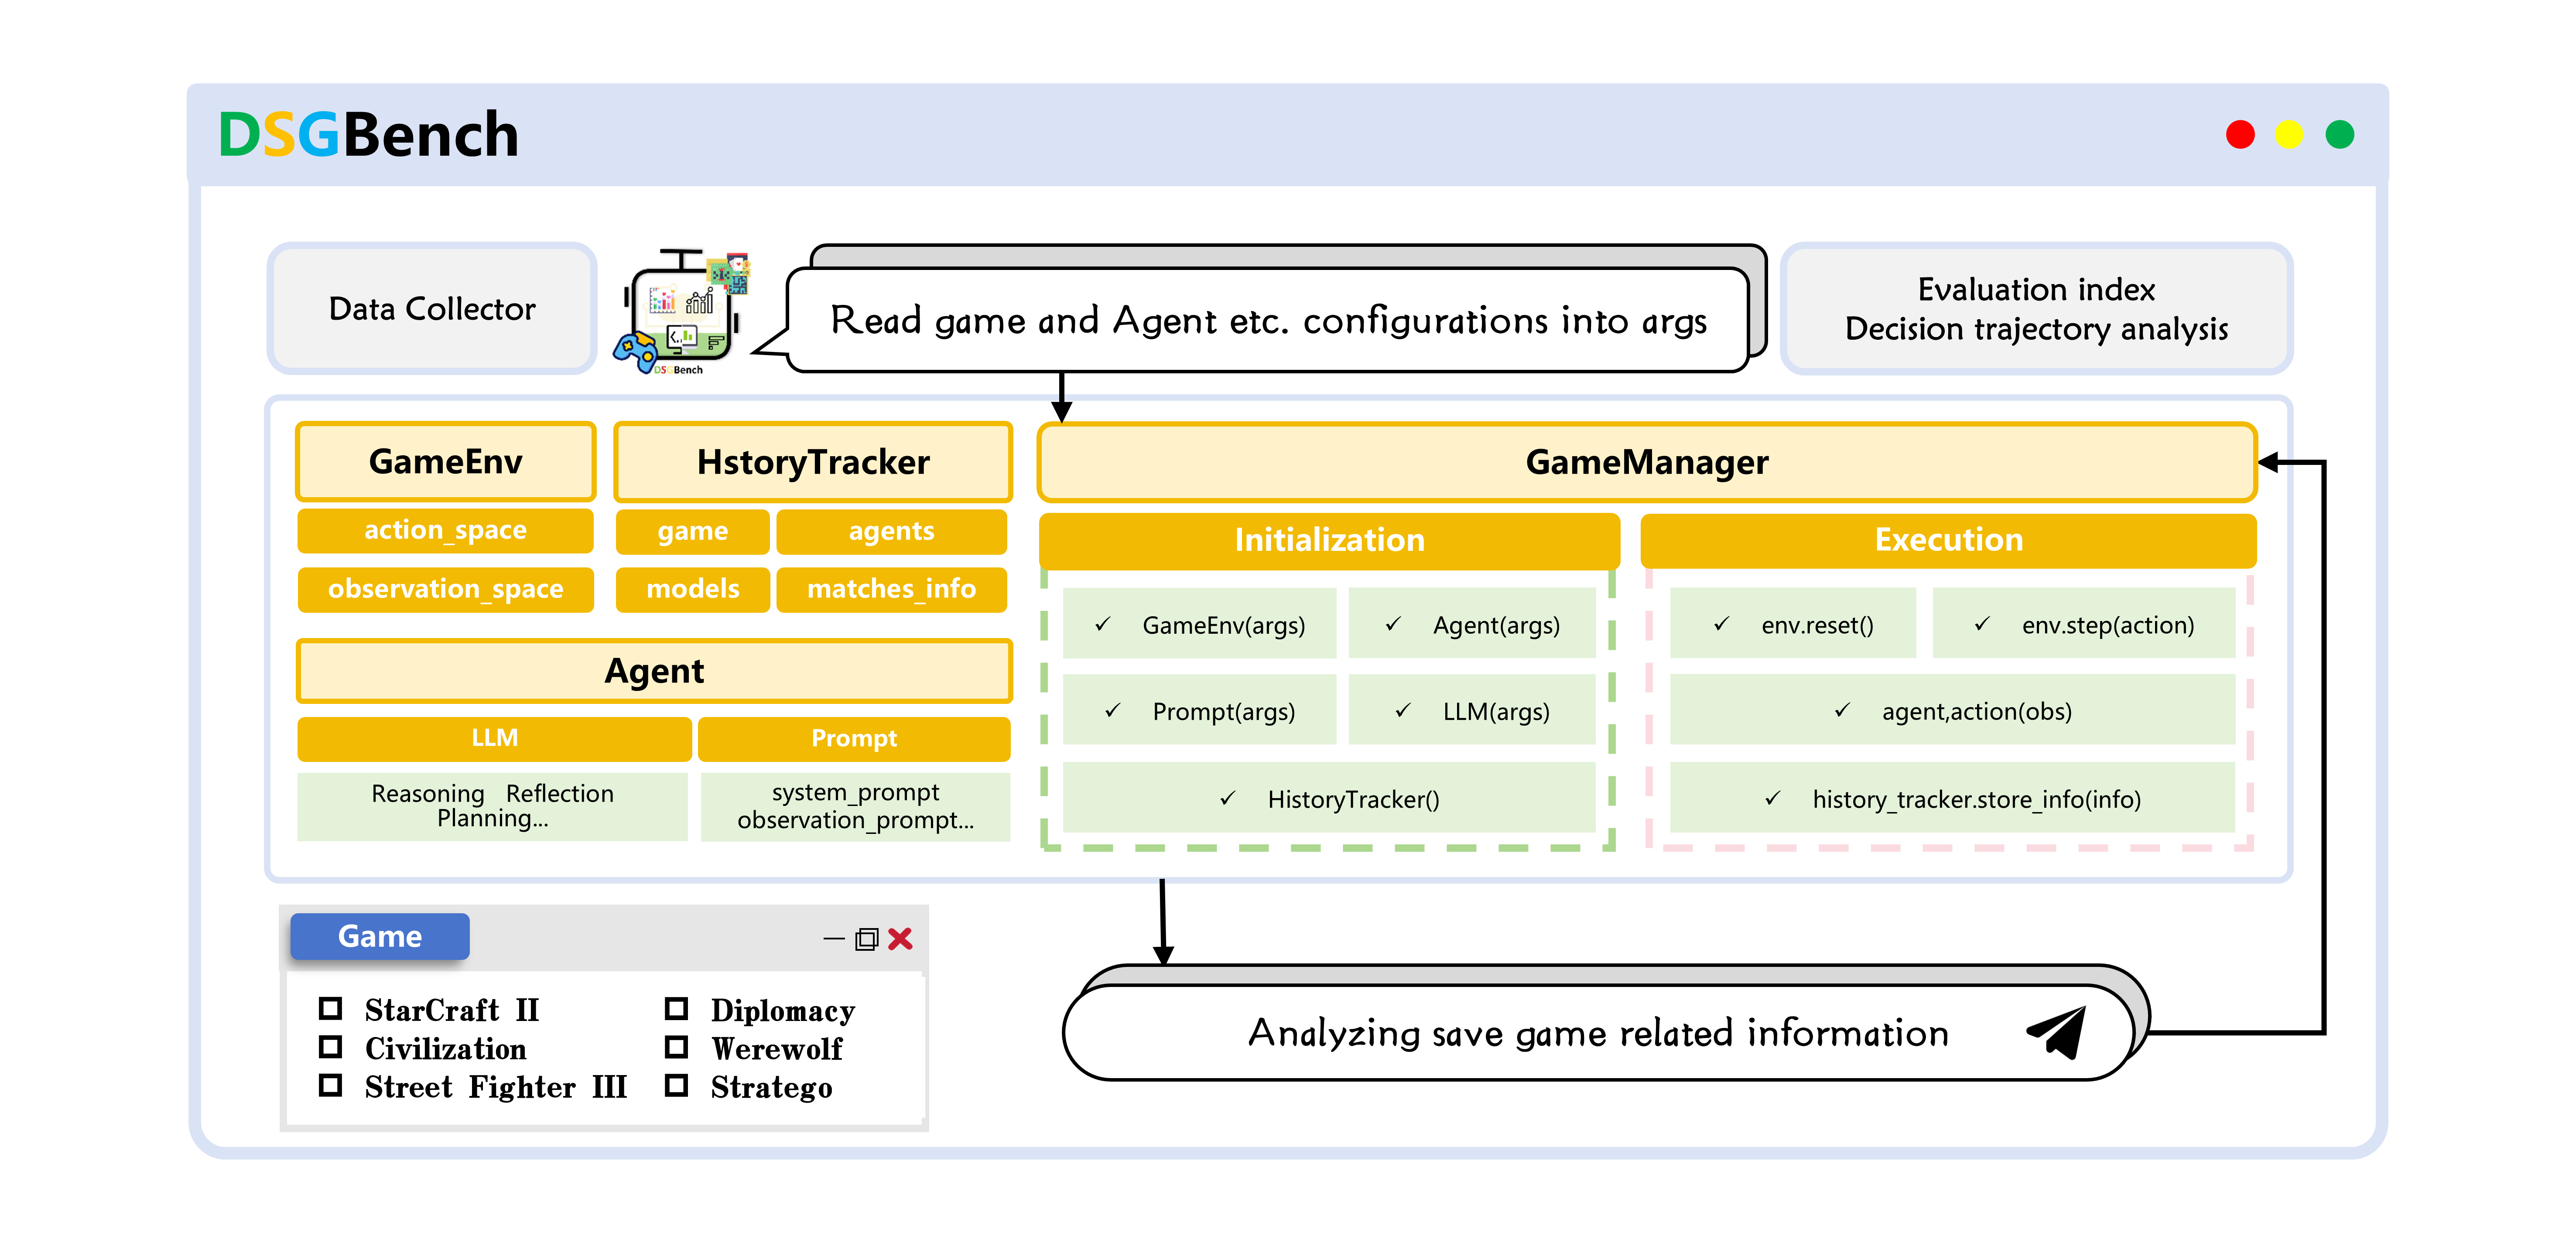 DSGBench
Data Collector
DSGBench
Read game and Agent etc. configurations into args
Evaluation index
Decision trajectory analysis
GameEnv
action_space
observation_space
HstoryTracker
game
agents
models
matches_info
Agent
LLM
Prompt
Reasoning Reflection
Planning...
system_prompt
observation_prompt...
GameManager
Initialization
✓ GameEnv(args)
✓ Agent(args)
✓ Prompt(args)
✓ LLM(args)
✓ HistoryTracker()
Execution
✓ env.reset()
✓ env.step(action)
✓ agent,action(obs)
✓ history_tracker.store_info(info)
Game
StarCraft II
Civilization
Street Fighter III
Diplomacy
Werewolf
Stratego
Analyzing save game related information